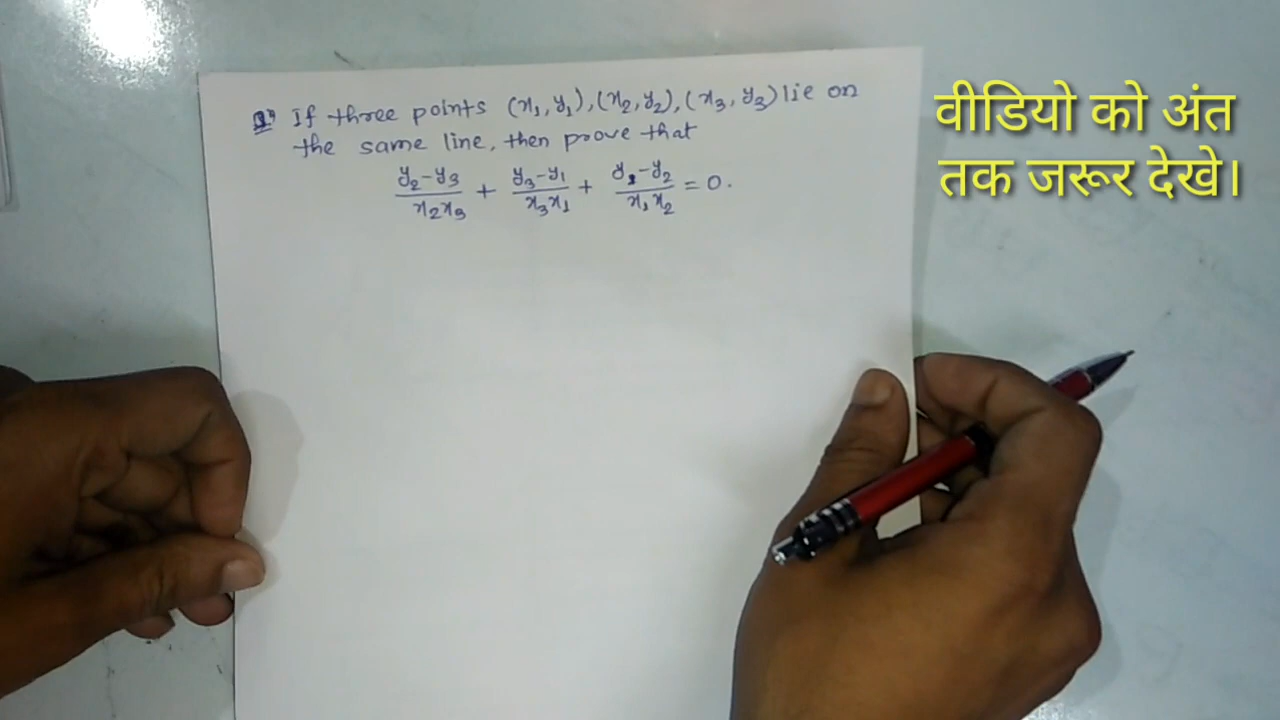 Q. If three points (x₁, y₁), (x₂, y₂), (x₃, y₃) lie on
the same line, then prove that
(y₂-y₃)/(x₂x₃) + (y₃-y₁)/(x₃x₁) + (y₁-y₂)/(x₁x₂) = 0.
वीडियो को अंत
तक जरूर देखे।